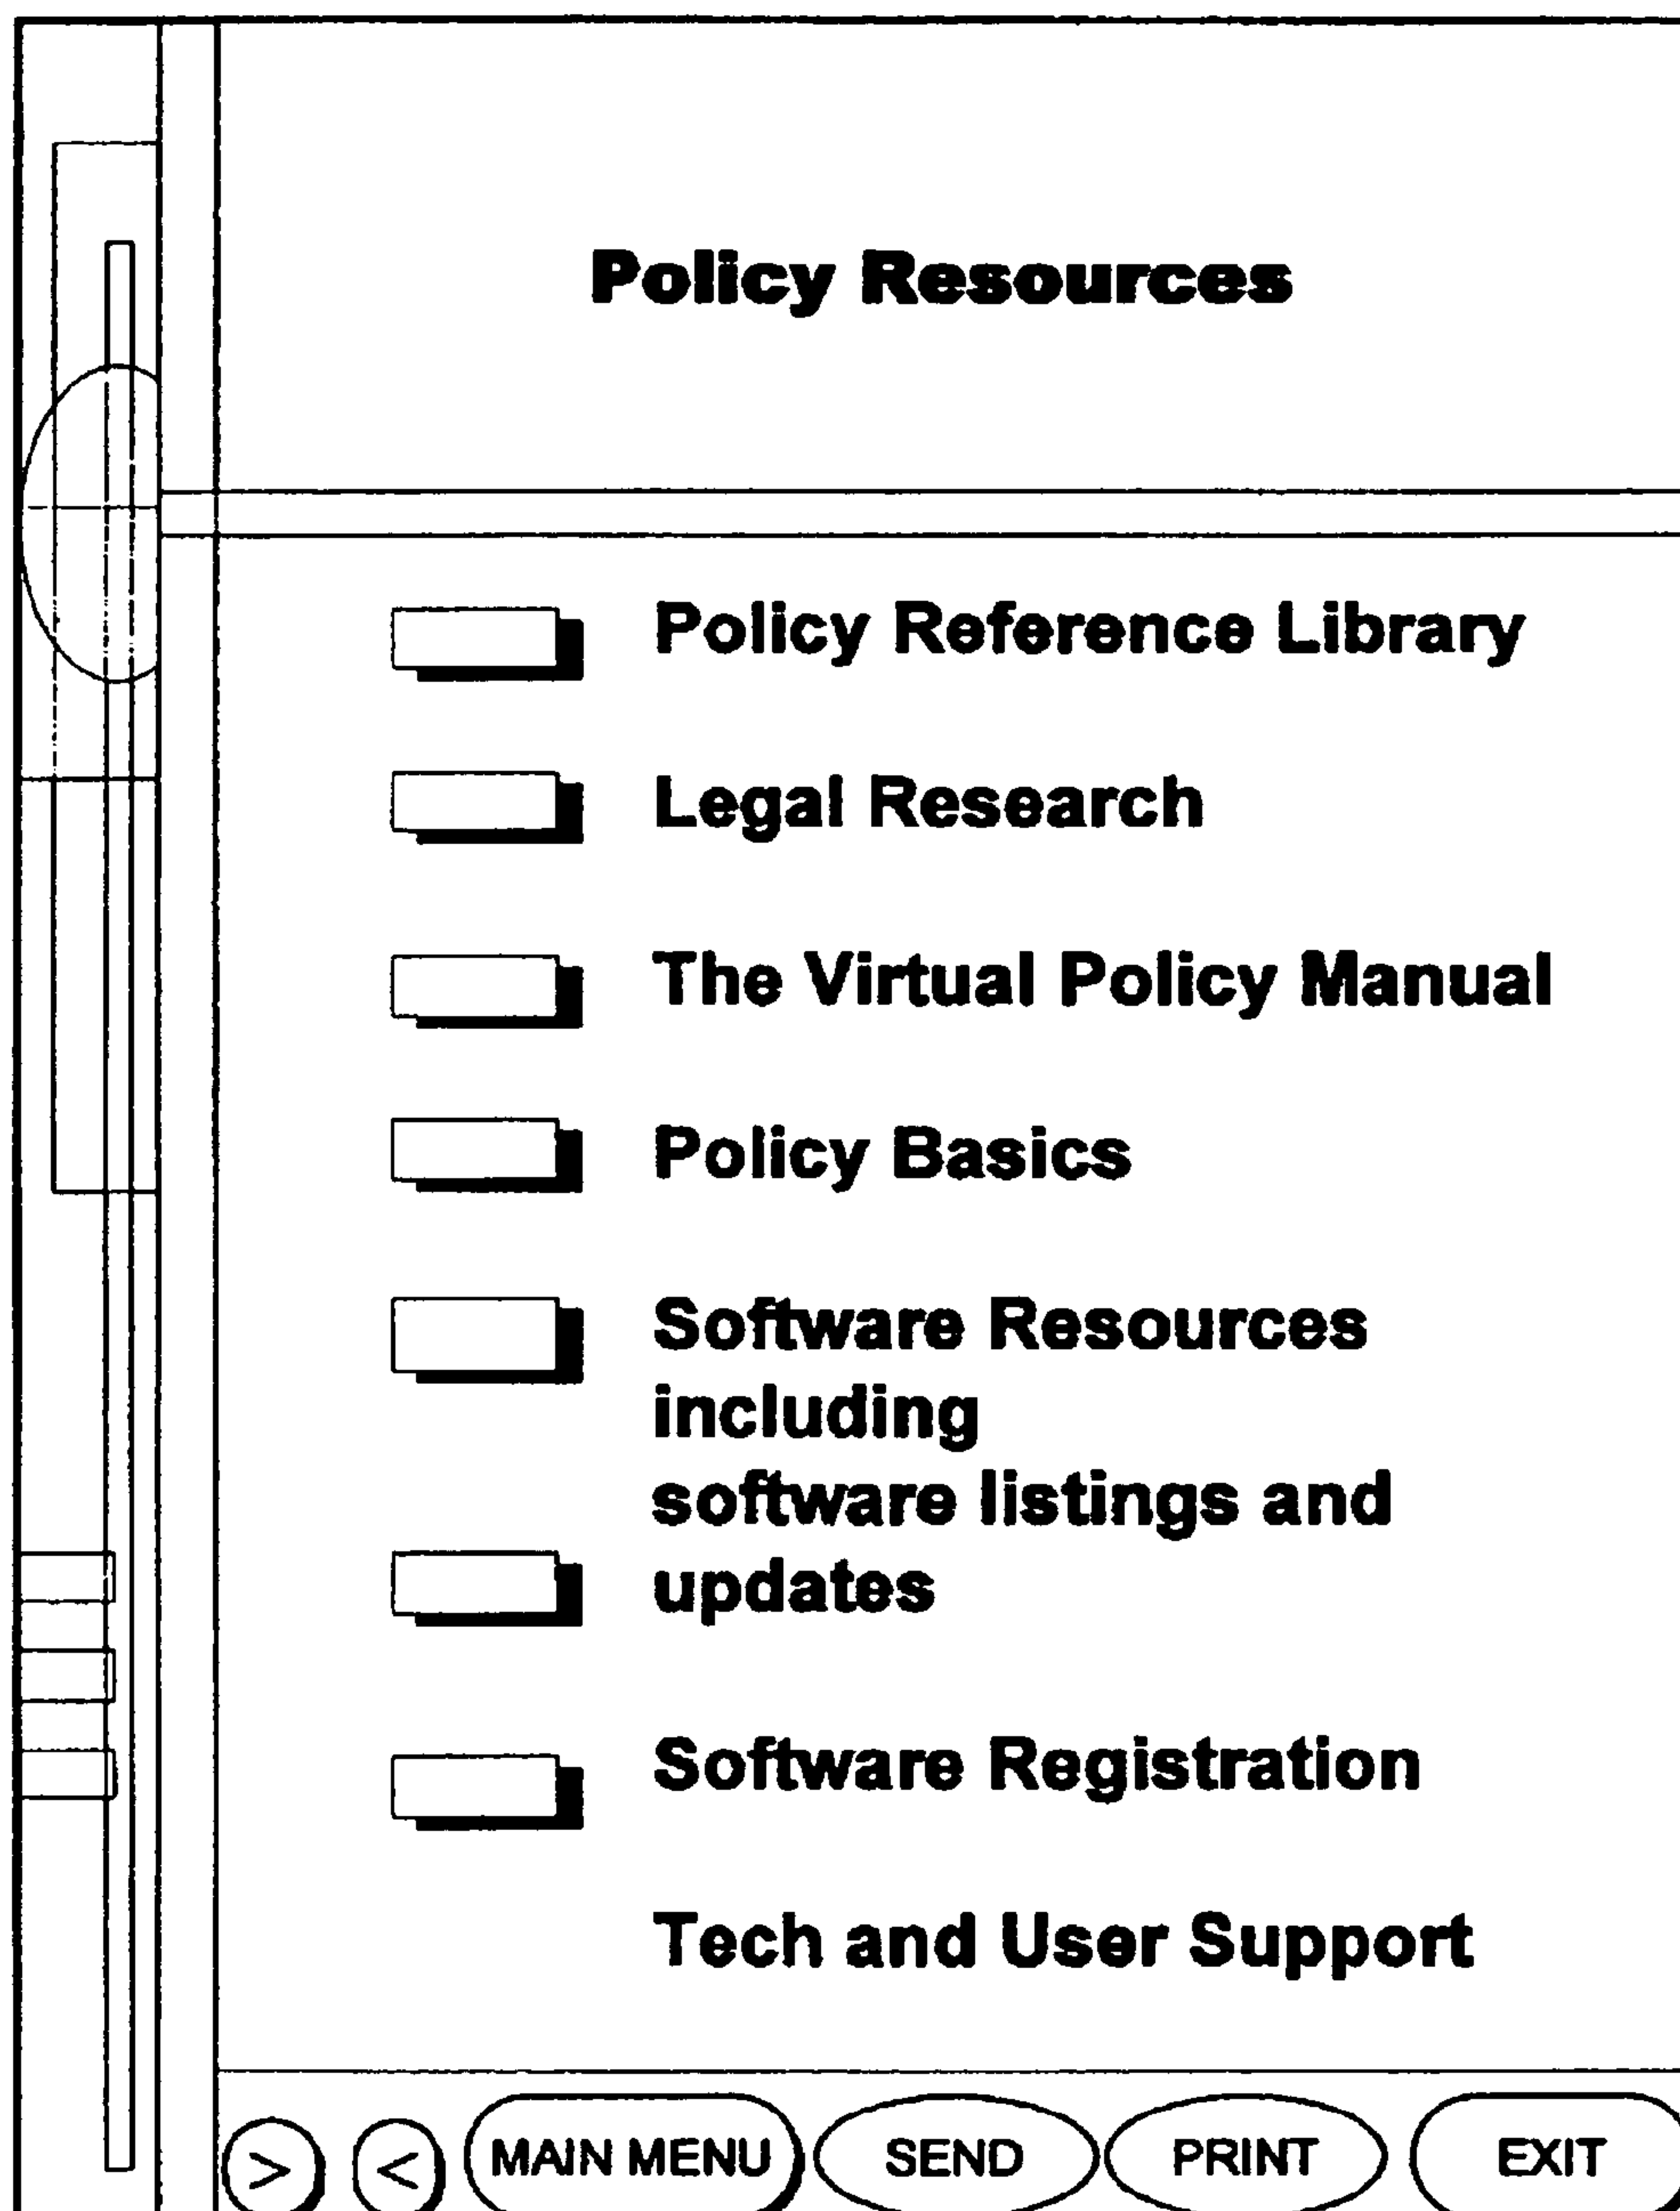 Policy Resources
Policy Reference Library
Legal Research
The Virtual Policy Manual
Policy Basics
Software Resources
including
software listings and
updates
Software Registration
Tech and User Support
> < MAIN MENU SEND PRINT EXIT